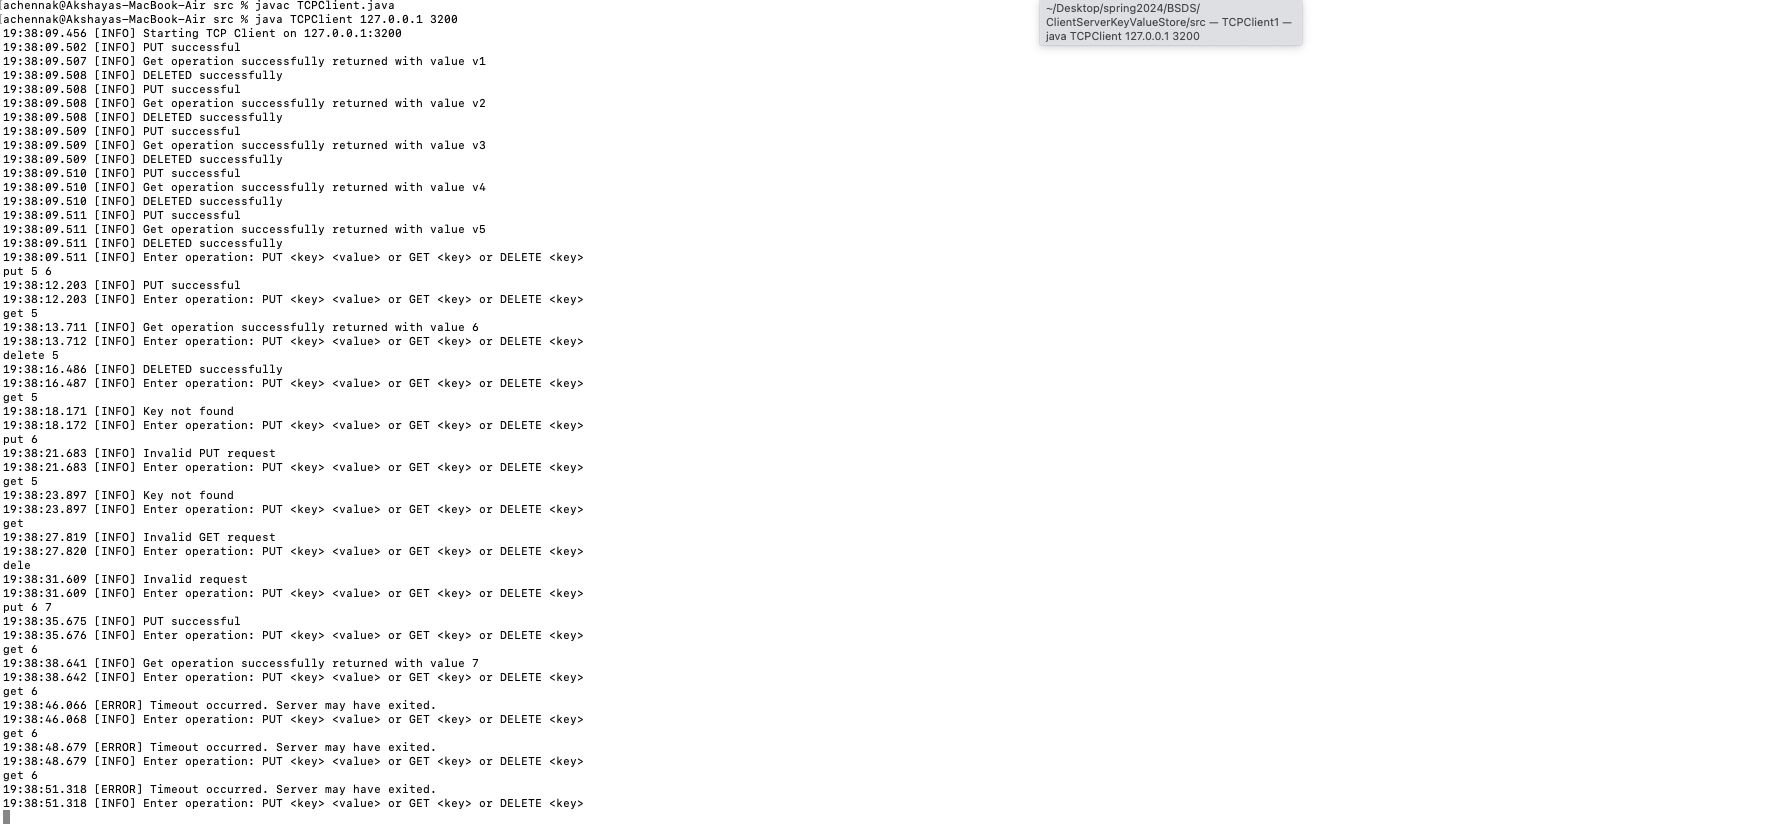 [achennak@Akshayas-MacBook-Air src % javac TCPClient.java
[achennak@Akshayas-MacBook-Air src % java TCPClient 127.0.0.1 3200
19:38:09.456 [INFO] Starting TCP Client on 127.0.0.1:3200
19:38:09.502 [INFO] PUT successful
19:38:09.507 [INFO] Get operation successfully returned with value v1
19:38:09.508 [INFO] DELETED successfully
19:38:09.508 [INFO] PUT successful
19:38:09.508 [INFO] Get operation successfully returned with value v2
19:38:09.508 [INFO] DELETED successfully
19:38:09.509 [INFO] PUT successful
19:38:09.509 [INFO] Get operation successfully returned with value v3
19:38:09.509 [INFO] DELETED successfully
19:38:09.510 [INFO] PUT successful
19:38:09.510 [INFO] Get operation successfully returned with value v4
19:38:09.510 [INFO] DELETED successfully
19:38:09.511 [INFO] PUT successful
19:38:09.511 [INFO] Get operation successfully returned with value v5
19:38:09.511 [INFO] DELETED successfully
19:38:09.511 [INFO] Enter operation: PUT <key> <value> or GET <key> or DELETE <key>
put 5 6
19:38:12.203 [INFO] PUT successful
19:38:12.203 [INFO] Enter operation: PUT <key> <value> or GET <key> or DELETE <key>
get 5
19:38:13.711 [INFO] Get operation successfully returned with value 6
19:38:13.712 [INFO] Enter operation: PUT <key> <value> or GET <key> or DELETE <key>
delete 5
19:38:16.486 [INFO] DELETED successfully
19:38:16.487 [INFO] Enter operation: PUT <key> <value> or GET <key> or DELETE <key>
get 5
19:38:18.171 [INFO] Key not found
19:38:18.172 [INFO] Enter operation: PUT <key> <value> or GET <key> or DELETE <key>
put 6
19:38:21.683 [INFO] Invalid PUT request
19:38:21.683 [INFO] Enter operation: PUT <key> <value> or GET <key> or DELETE <key>
get 5
19:38:23.897 [INFO] Key not found
19:38:23.897 [INFO] Enter operation: PUT <key> <value> or GET <key> or DELETE <key>
get
19:38:27.819 [INFO] Invalid GET request
19:38:27.820 [INFO] Enter operation: PUT <key> <value> or GET <key> or DELETE <key>
dele
19:38:31.609 [INFO] Invalid request
19:38:31.609 [INFO] Enter operation: PUT <key> <value> or GET <key> or DELETE <key>
put 6 7
19:38:35.675 [INFO] PUT successful
19:38:35.676 [INFO] Enter operation: PUT <key> <value> or GET <key> or DELETE <key>
get 6
19:38:38.641 [INFO] Get operation successfully returned with value 7
19:38:38.642 [INFO] Enter operation: PUT <key> <value> or GET <key> or DELETE <key>
get 6
19:38:46.066 [ERROR] Timeout occurred. Server may have exited.
19:38:46.068 [INFO] Enter operation: PUT <key> <value> or GET <key> or DELETE <key>
get 6
19:38:48.679 [ERROR] Timeout occurred. Server may have exited.
19:38:48.679 [INFO] Enter operation: PUT <key> <value> or GET <key> or DELETE <key>
get 6
19:38:51.318 [ERROR] Timeout occurred. Server may have exited.
19:38:51.318 [INFO] Enter operation: PUT <key> <value> or GET <key> or DELETE <key>
~/Desktop/spring2024/BSDS/
ClientServerKeyValueStore/src — TCPClient1 —
java TCPClient 127.0.0.1 3200